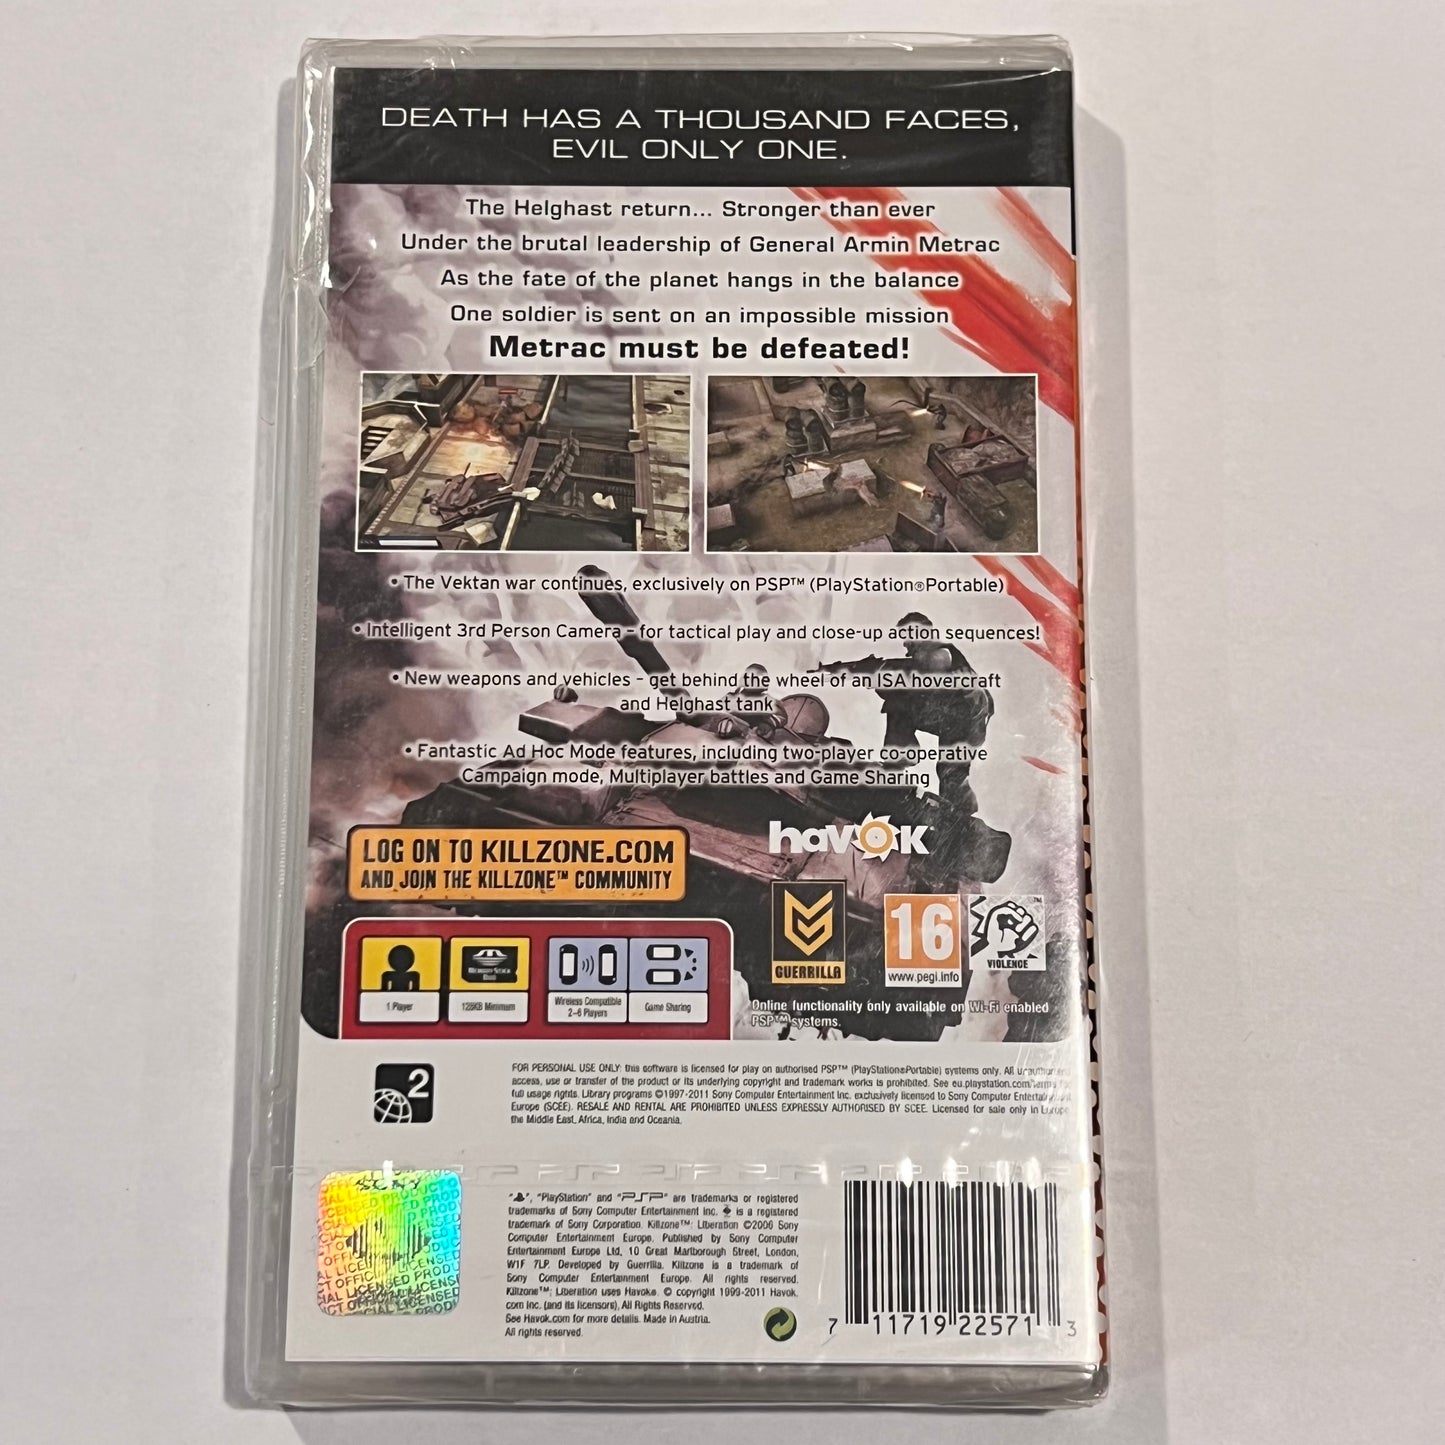 DEATH HAS A THOUSAND FACES,
EVIL ONLY ONE.
The Helghast return... Stronger than ever
Under the brutal leadership of General Armin Metrac
As the fate of the planet hangs in the balance
One soldier is sent on an impossible mission
Metrac must be defeated!
• The Vektan war continues, exclusively on PSP™ (PlayStation®Portable)
• Intelligent 3rd Person Camera – for tactical play and close-up action sequences!
• New weapons and vehicles – get behind the wheel of an ISA hovercraft
and Helghast tank
• Fantastic Ad Hoc Mode features, including two-player co-operative
Campaign mode, Multiplayer battles and Game Sharing
havok
LOG ON TO KILLZONE.COM
AND JOIN THE KILLZONE™ COMMUNITY
GUERRILLA
16
www.pegi.info
VIOLENCE
1 Player
128KB Minimum
Wireless Compatible
2-6 Players
Game Sharing
Online functionality only available on Wi-Fi enabled
PSP™ systems.
2
FOR PERSONAL USE ONLY: this software is licensed for play on authorised PSP™ (PlayStation®Portable) systems only. All unauthorised
access, use or transfer of the product or its underlying copyright and trademark works is prohibited. See eu.playstation.com/terms for
full usage rights. Library programs ©1997-2011 Sony Computer Entertainment Inc. exclusively licensed to Sony Computer Entertainment
Europe (SCEE). RESALE AND RENTAL ARE PROHIBITED UNLESS EXPRESSLY AUTHORISED BY SCEE. Licensed for sale only in Europe,
the Middle East, Africa, India and Oceania.
SONY
"PlayStation" and "PSP" are trademarks or registered
trademarks of Sony Computer Entertainment Inc. is a registered
trademark of Sony Corporation. Killzone™: Liberation ©2006 Sony
Computer Entertainment Europe. Published by Sony Computer
Entertainment Europe Ltd, 10 Great Marlborough Street, London,
W1F 7LP. Developed by Guerrilla. Killzone is a trademark of
Sony Computer Entertainment Europe. All rights reserved.
Killzone™: Liberation uses Havok®. © copyright 1999-2011 Havok.
com Inc. (and its licensors). All Rights Reserved.
See Havok.com for more details. Made in Austria.
All rights reserved.
7 11719 22571 3